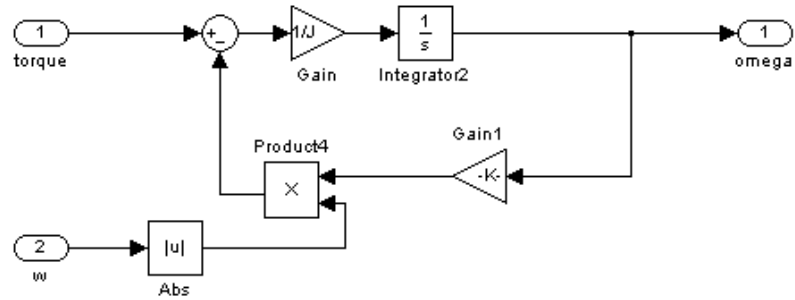 1
torque
+
-
1/J
Gain
1
s
Integrator2
1
omega
Product4
×
Gain1
-K-
2
w
|u|
Abs